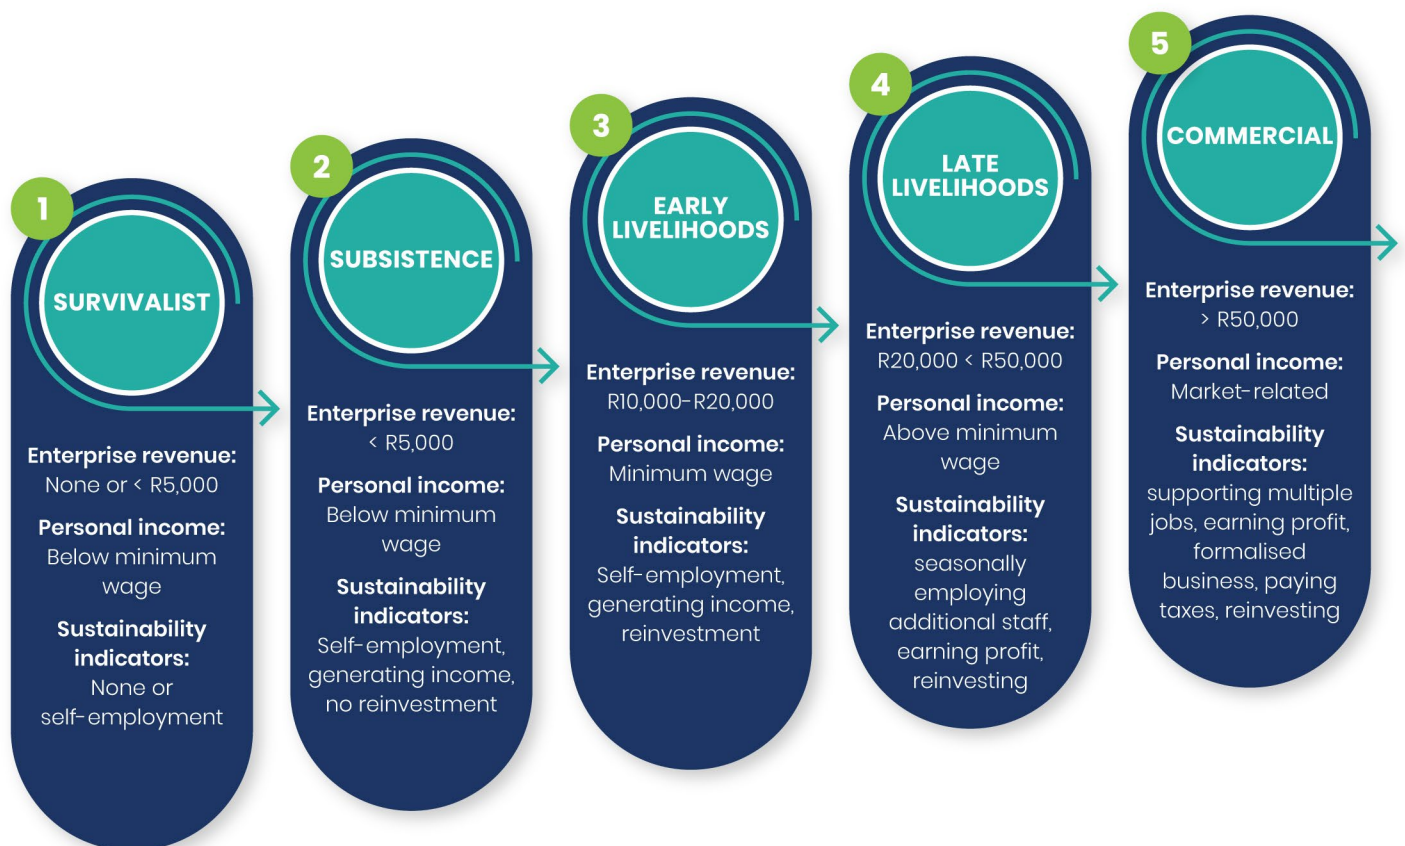 1
SURVIVALIST
Enterprise revenue:
None or < R5,000
Personal income:
Below minimum
wage
Sustainability
indicators:
None or
self-employment
2
SUBSISTENCE
Enterprise revenue:
< R5,000
Personal income:
Below minimum
wage
Sustainability
indicators:
Self-employment,
generating income,
no reinvestment
3
EARLY
LIVELIHOODS
Enterprise revenue:
R10,000–R20,000
Personal income:
Minimum wage
Sustainability
indicators:
Self-employment,
generating income,
reinvestment
4
LATE
LIVELIHOODS
Enterprise revenue:
R20,000 < R50,000
Personal income:
Above minimum
wage
Sustainability
indicators:
seasonally
employing
additional staff,
earning profit,
reinvesting
5
COMMERCIAL
Enterprise revenue:
> R50,000
Personal income:
Market-related
Sustainability
indicators:
supporting multiple
jobs, earning profit,
formalised
business, paying
taxes, reinvesting